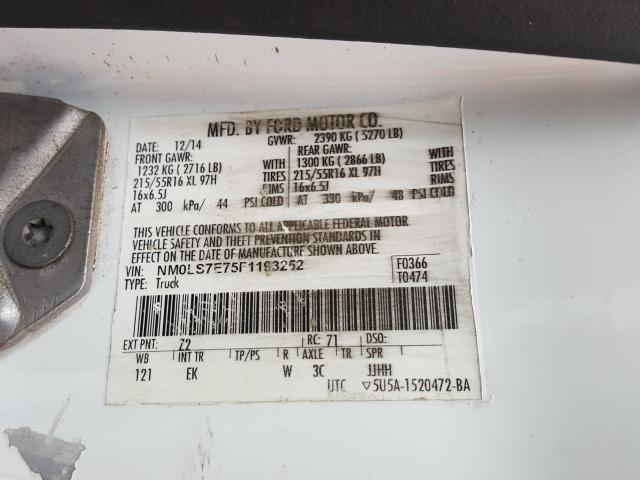 MFD. BY FORD MOTOR CO.
DATE: 12/14 GVWR: 2390 KG (5270 LB)
FRONT GAWR: REAR GAWR:
1232 KG (2716 LB) WITH 1300 KG (2866 LB) WITH
215/55R16 XL 97H TIRES 215/55R16 XL 97H TIRES
16x6.5J RIMS 16x6.5J RIMS
AT 300 kPa/ 44 PSI COLD AT 330 kPa/ 48 PSI COLD
THIS VEHICLE CONFORMS TO ALL APPLICABLE FEDERAL MOTOR
VEHICLE SAFETY AND THEFT PREVENTION STANDARDS IN
EFFECT ON THE DATE OF MANUFACTURE SHOWN ABOVE.
VIN: NM0LS7E75F1193252 F0366
TYPE: Truck T0474
EXT PNT: Z2 RC: 71 DSO:
WB INT TR TP/PS R AXLE TR SPR
121 EK W 3C JJHH
UTC ▽5U5A-1520472-BA